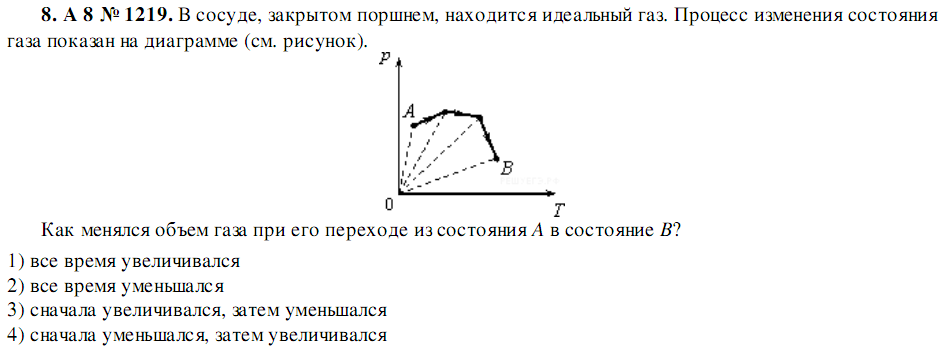 8. А 8 № 1219. В сосуде, закрытом поршнем, находится идеальный газ. Процесс изменения состояния
газа показан на диаграмме (см. рисунок).
P
A
B
0
T
Как менялся объем газа при его переходе из состояния A в состояние B?
1) все время увеличивался
2) все время уменьшался
3) сначала увеличивался, затем уменьшался
4) сначала уменьшался, затем увеличивался